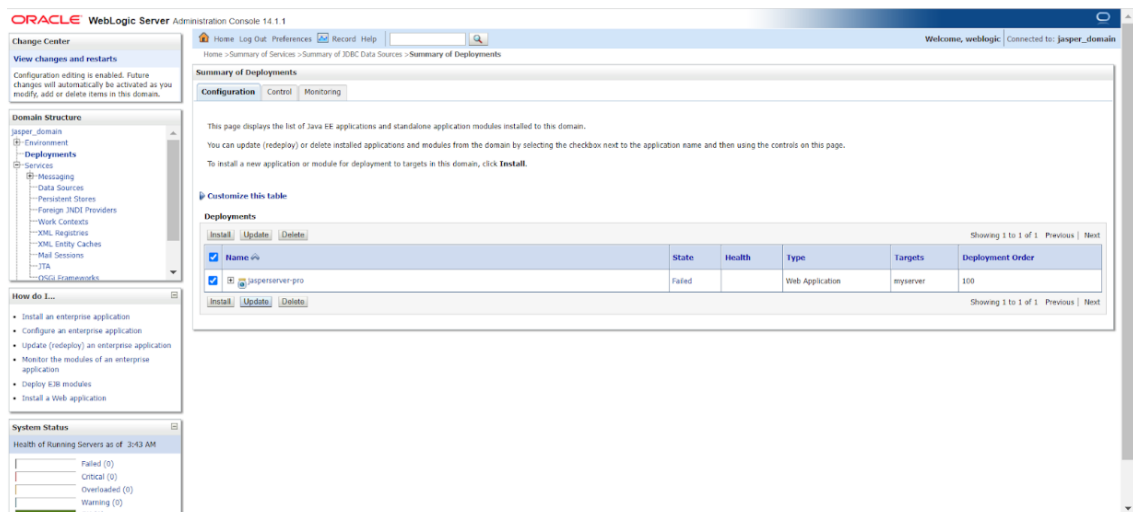 ORACLE WebLogic Server Administration Console 14.1.1
Change Center
View changes and restarts
Configuration editing is enabled. Future
changes will automatically be activated as you
modify, add or delete items in this domain.
Domain Structure
jasper_domain
Environment
Deployments
Services
Messaging
Data Sources
Persistent Stores
Foreign JNDI Providers
Work Contexts
XML Registries
XML Entity Caches
Mail Sessions
JTA
OSGi Frameworks
How do I...
Install an enterprise application
Configure an enterprise application
Update (redeploy) an enterprise application
Monitor the modules of an enterprise
application
Deploy EJB modules
Install a Web application
System Status
Health of Running Servers as of 3:43 AM
Failed (0)
Critical (0)
Overloaded (0)
Warning (0)
Home Log Out Preferences Record Help
Welcome, weblogic Connected to: jasper_domain
Home >Summary of Services >Summary of JDBC Data Sources >Summary of Deployments
Summary of Deployments
Configuration Control Monitoring
This page displays the list of Java EE applications and standalone application modules installed to this domain.
You can update (redeploy) or delete installed applications and modules from the domain by selecting the checkbox next to the application name and then using the controls on this page.
To install a new application or module for deployment to targets in this domain, click Install.
Customize this table
Deployments
Install Update Delete Showing 1 to 1 of 1 Previous | Next
Name State Health Type Targets Deployment Order
jasperserver-pro Failed Web Application myserver 100
Install Update Delete Showing 1 to 1 of 1 Previous | Next